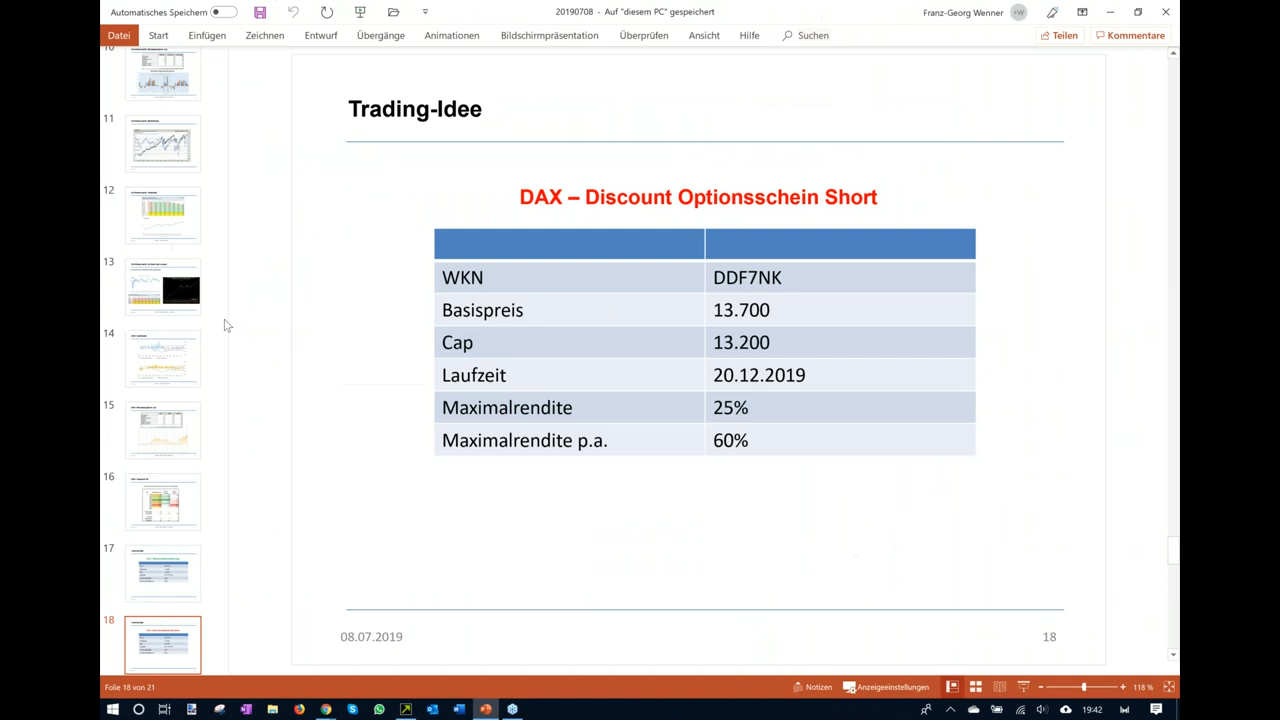 Automatisches Speichern
20190708 - Auf "diesem PC" gespeichert
Franz-Georg Wenner
Datei Start Einfügen Zeichnen Entwurf Übergänge Animationen Bildschirmpräsentation Überprüfen Ansicht Hilfe Suchen Teilen Kommentare
10
11
12
13
14
15
16
17
18
Trading-Idee
DAX – Discount Optionsschein Short
WKN DDF7NK
Basispreis 13.700
Cap 13.200
Laufzeit 20.12.2019
Maximalrendite 25%
Maximalrendite p.a. 60%
08.07.2019 18
Folie 18 von 21 Notizen Anzeigeeinstellungen 118 %
19:42